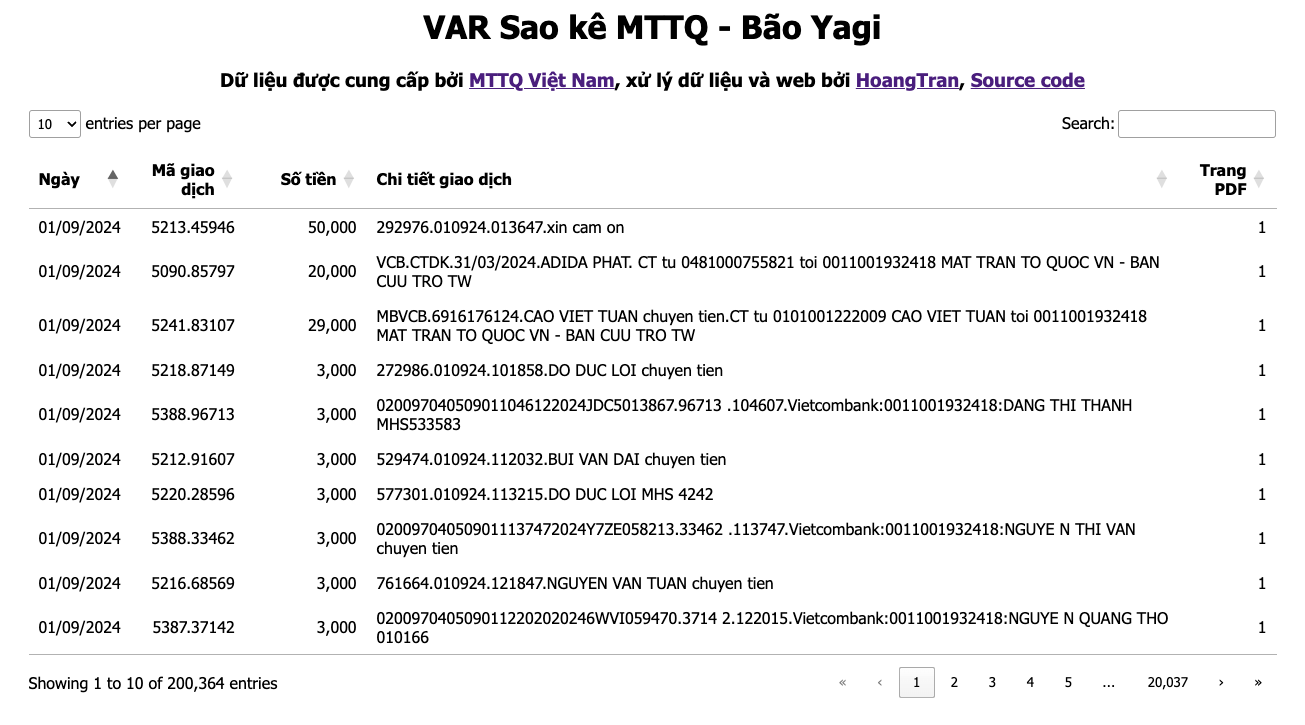 VAR Sao kê MTTQ - Bão Yagi
Dữ liệu được cung cấp bởi MTTQ Việt Nam, xử lý dữ liệu và web bởi HoangTran, Source code
10 entries per page
Search:
Ngày
Mã giao
dịch
Số tiền
Chi tiết giao dịch
Trang
PDF
01/09/2024 5213.45946 50,000 292976.010924.013647.xin cam on 1
01/09/2024 5090.85797 20,000 VCB.CTDK.31/03/2024.ADIDA PHAT. CT tu 0481000755821 toi 0011001932418 MAT TRAN TO QUOC VN - BAN 1
CUU TRO TW
01/09/2024 5241.83107 29,000 MBVCB.6916176124.CAO VIET TUAN chuyen tien.CT tu 0101001222009 CAO VIET TUAN toi 0011001932418 1
MAT TRAN TO QUOC VN - BAN CUU TRO TW
01/09/2024 5218.87149 3,000 272986.010924.101858.DO DUC LOI chuyen tien 1
01/09/2024 5388.96713 3,000 020097040509011046122024JDC5013867.96713 .104607.Vietcombank:0011001932418:DANG THI THANH 1
MHS533583
01/09/2024 5212.91607 3,000 529474.010924.112032.BUI VAN DAI chuyen tien 1
01/09/2024 5220.28596 3,000 577301.010924.113215.DO DUC LOI MHS 4242 1
01/09/2024 5388.33462 3,000 020097040509011137472024Y7ZE058213.33462 .113747.Vietcombank:0011001932418:NGUYE N THI VAN 1
chuyen tien
01/09/2024 5216.68569 3,000 761664.010924.121847.NGUYEN VAN TUAN chuyen tien 1
01/09/2024 5387.37142 3,000 0200970405090112202020246WVI059470.3714 2.122015.Vietcombank:0011001932418:NGUYE N QUANG THO 1
010166
Showing 1 to 10 of 200,364 entries
« ‹ 1 2 3 4 5 ... 20,037 › »